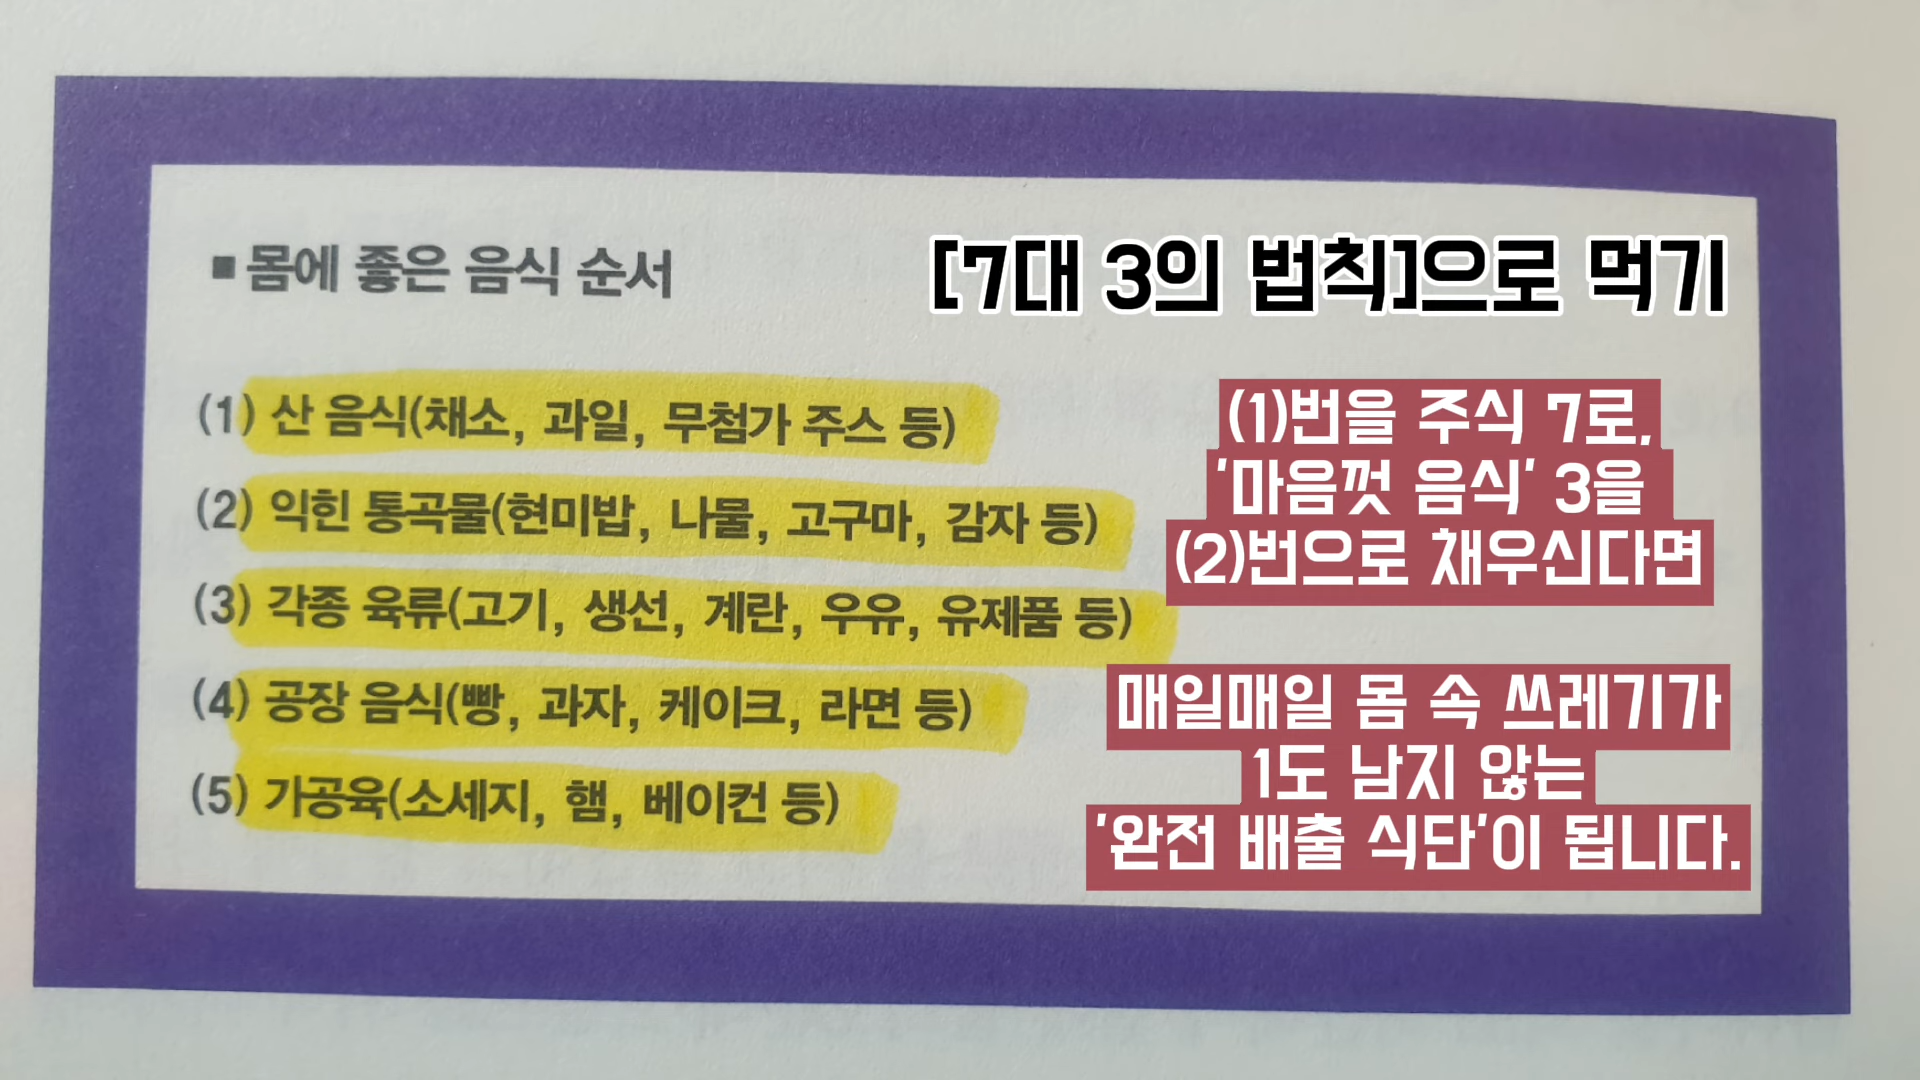 ■ 몸에 좋은 음식 순서
[7대 3의 법칙]으로 먹기
(1) 산 음식(채소, 과일, 무첨가 주스 등)
(2) 익힌 통곡물(현미밥, 나물, 고구마, 감자 등)
(3) 각종 육류(고기, 생선, 계란, 우유, 유제품 등)
(4) 공장 음식(빵, 과자, 케이크, 라면 등)
(5) 가공육(소세지, 햄, 베이컨 등)
(1)번을 주식 7로,
'마음껏 음식' 3을
(2)번으로 채우신다면
매일매일 몸 속 쓰레기가
1도 남지 않는
'완전 배출 식단'이 됩니다.